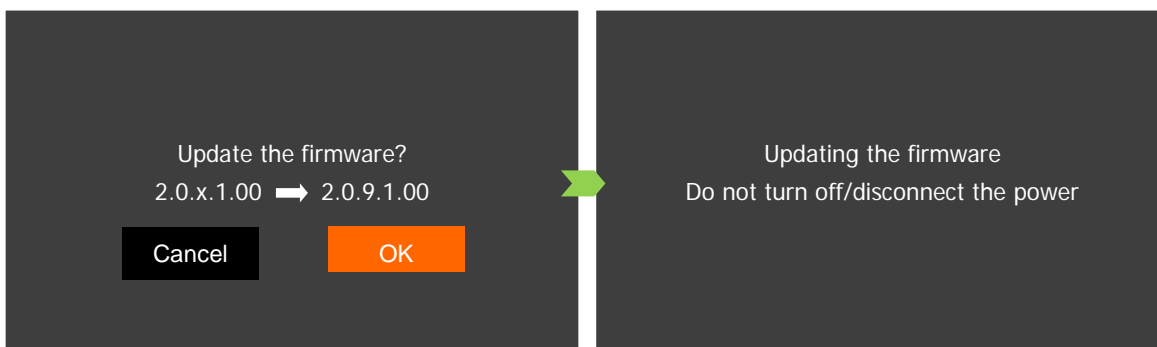 Update the firmware?
2.0.x.1.00 ➡ 2.0.9.1.00
Cancel
OK
Updating the firmware
Do not turn off/disconnect the power